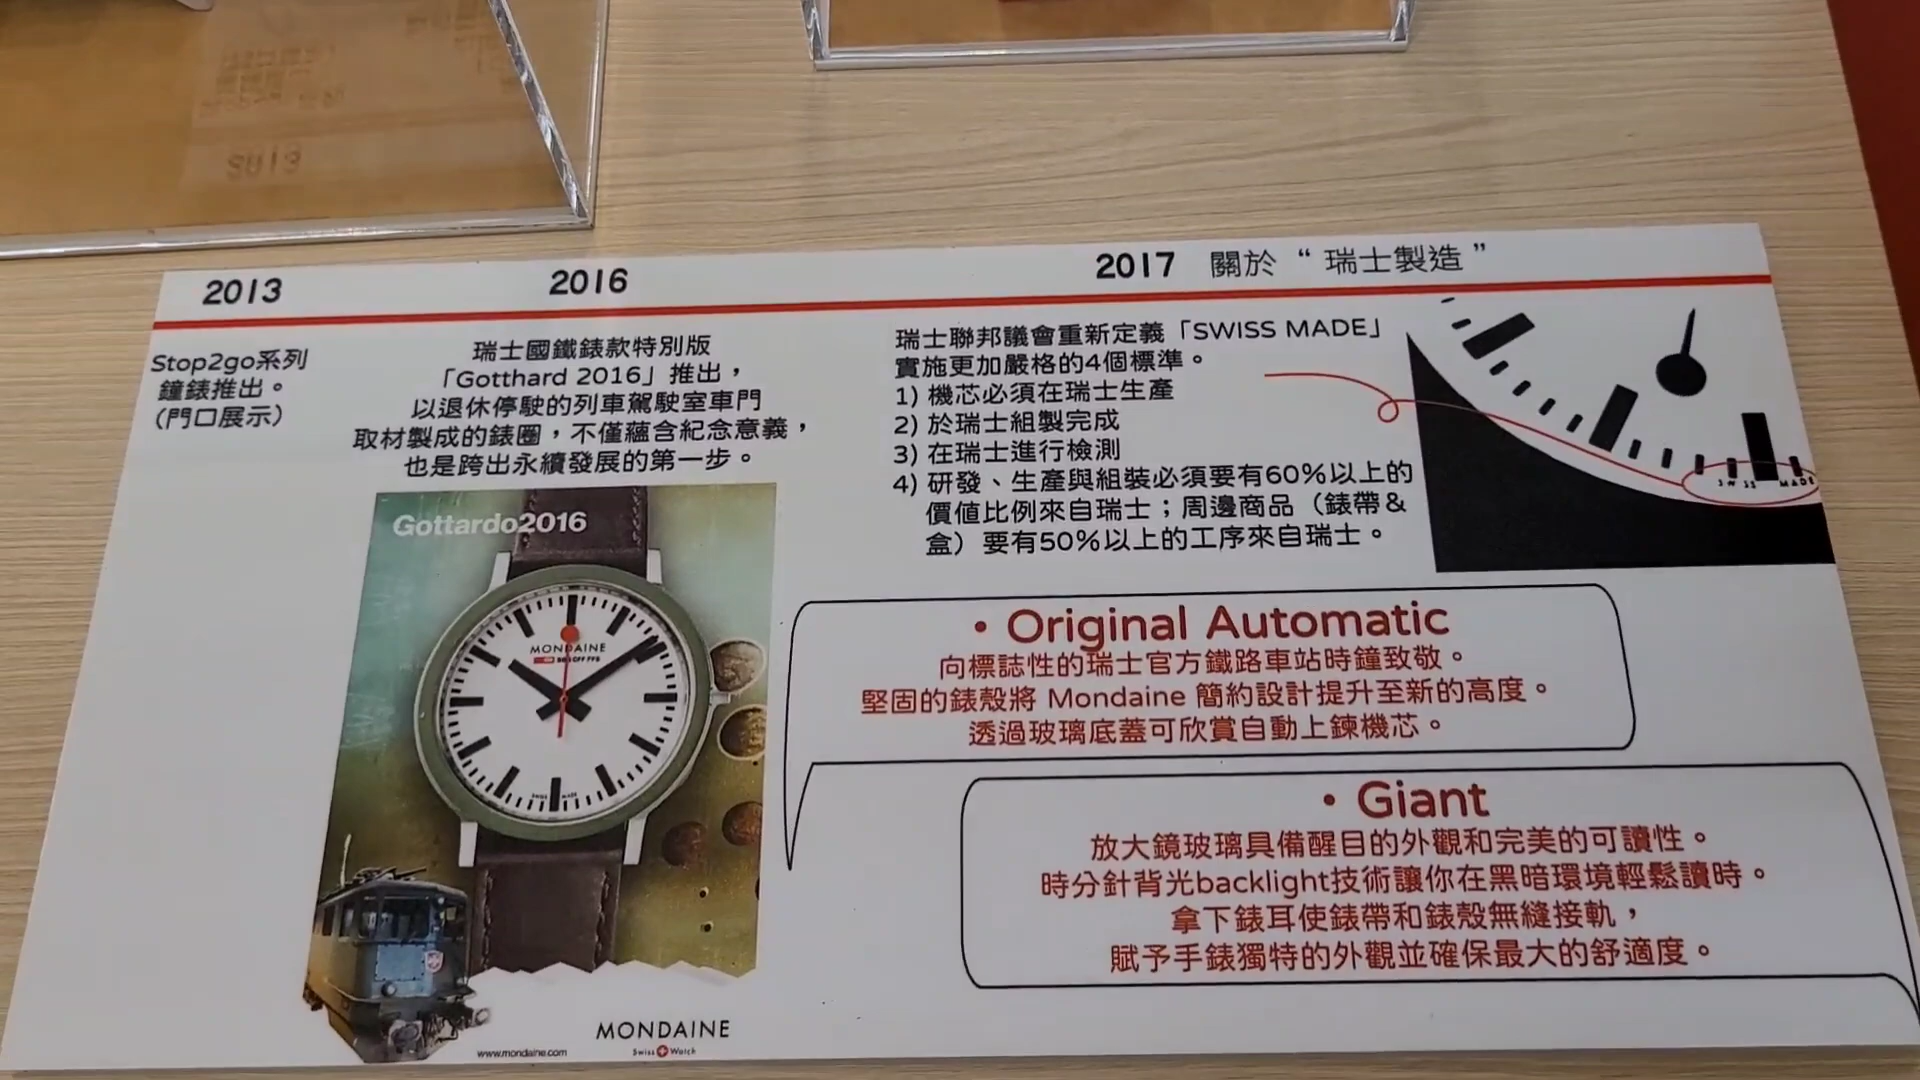 2013
2016
2017 關於 “ 瑞士製造 ”
Stop2go系列
鐘錶推出。
(門口展示)
瑞士國鐵錶款特別版
「Gotthard 2016」推出，
以退休停駛的列車駕駛室車門
取材製成的錶圈，不僅蘊含紀念意義，
也是跨出永續發展的第一步。
Gottardo2016
MONDAINE
SBB CFF FFS
SWISS MADE
www.mondaine.com
MONDAINE
Swiss Watch
瑞士聯邦議會重新定義「SWISS MADE」
實施更加嚴格的4個標準。
1) 機芯必須在瑞士生產
2) 於瑞士組製完成
3) 在瑞士進行檢測
4) 研發、生產與組裝必須要有60%以上的
價值比例來自瑞士；周邊商品（錶帶&
盒）要有50%以上的工序來自瑞士。
SWISS MADE
• Original Automatic
向標誌性的瑞士官方鐵路車站時鐘致敬。
堅固的錶殼將 Mondaine 簡約設計提升至新的高度。
透過玻璃底蓋可欣賞自動上鍊機芯。
• Giant
放大鏡玻璃具備醒目的外觀和完美的可讀性。
時分針背光backlight技術讓你在黑暗環境輕鬆讀時。
拿下錶耳使錶帶和錶殼無縫接軌，
賦予手錶獨特的外觀並確保最大的舒適度。